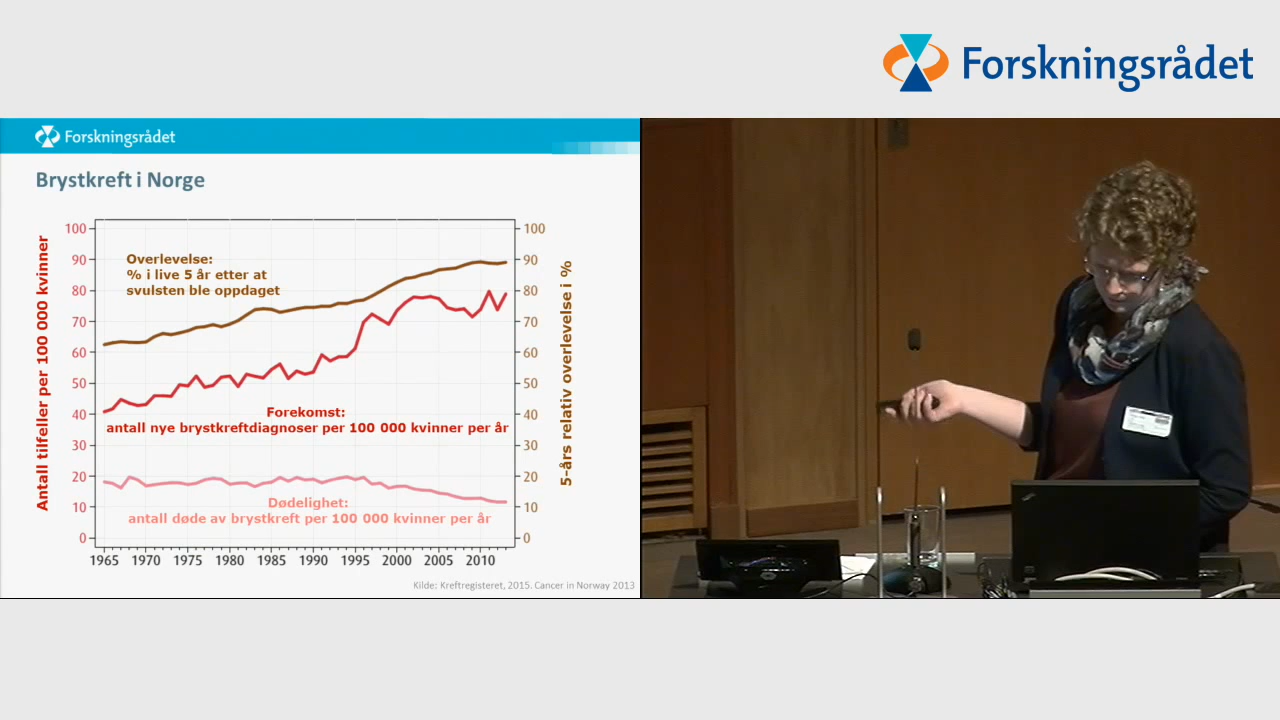 Forskningsrådet
Forskningsrådet
Brystkreft i Norge
Antall tilfeller per 100 000 kvinner
100
90
80
70
60
50
40
30
20
10
0
Overlevelse:
% i live 5 år etter at
svulsten ble oppdaget
Forekomst:
antall nye brystkreftdiagnoser per 100 000 kvinner per år
Dødelighet:
antall døde av brystkreft per 100 000 kvinner per år
100
90
80
70
60
50
40
30
20
10
0
5-års relativ overlevelse i %
1965 1970 1975 1980 1985 1990 1995 2000 2005 2010
Kilde: Kreftregisteret, 2015. Cancer in Norway 2013